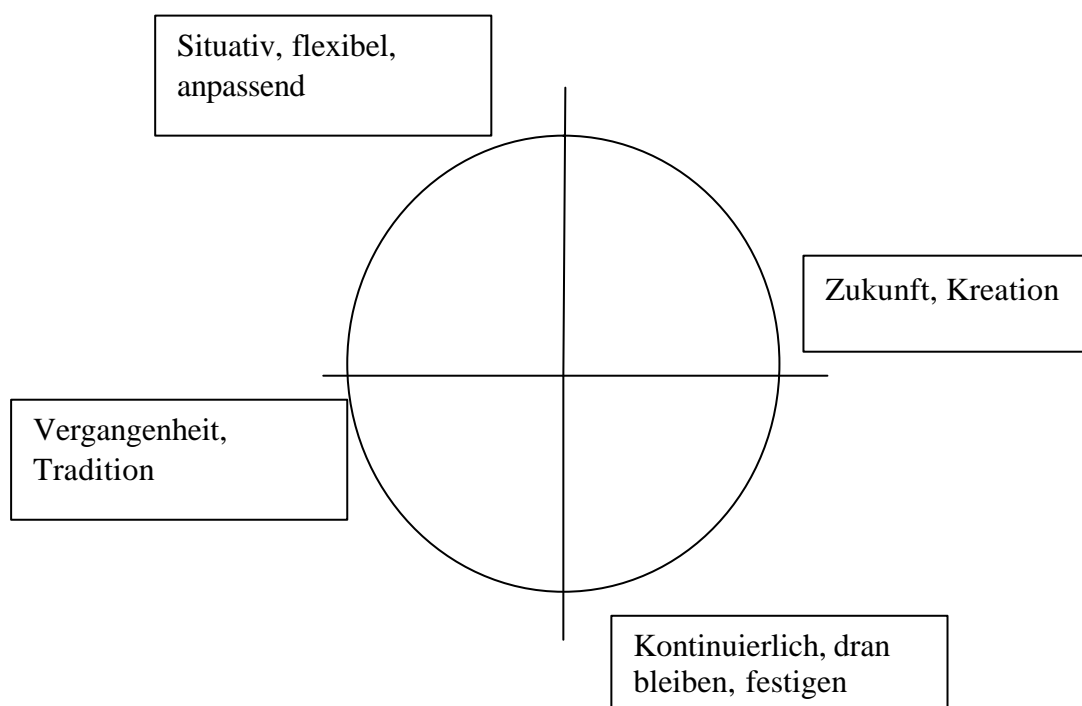 Situativ, flexibel,
anpassend
Zukunft, Kreation
Vergangenheit,
Tradition
Kontinuierlich, dran
bleiben, festigen